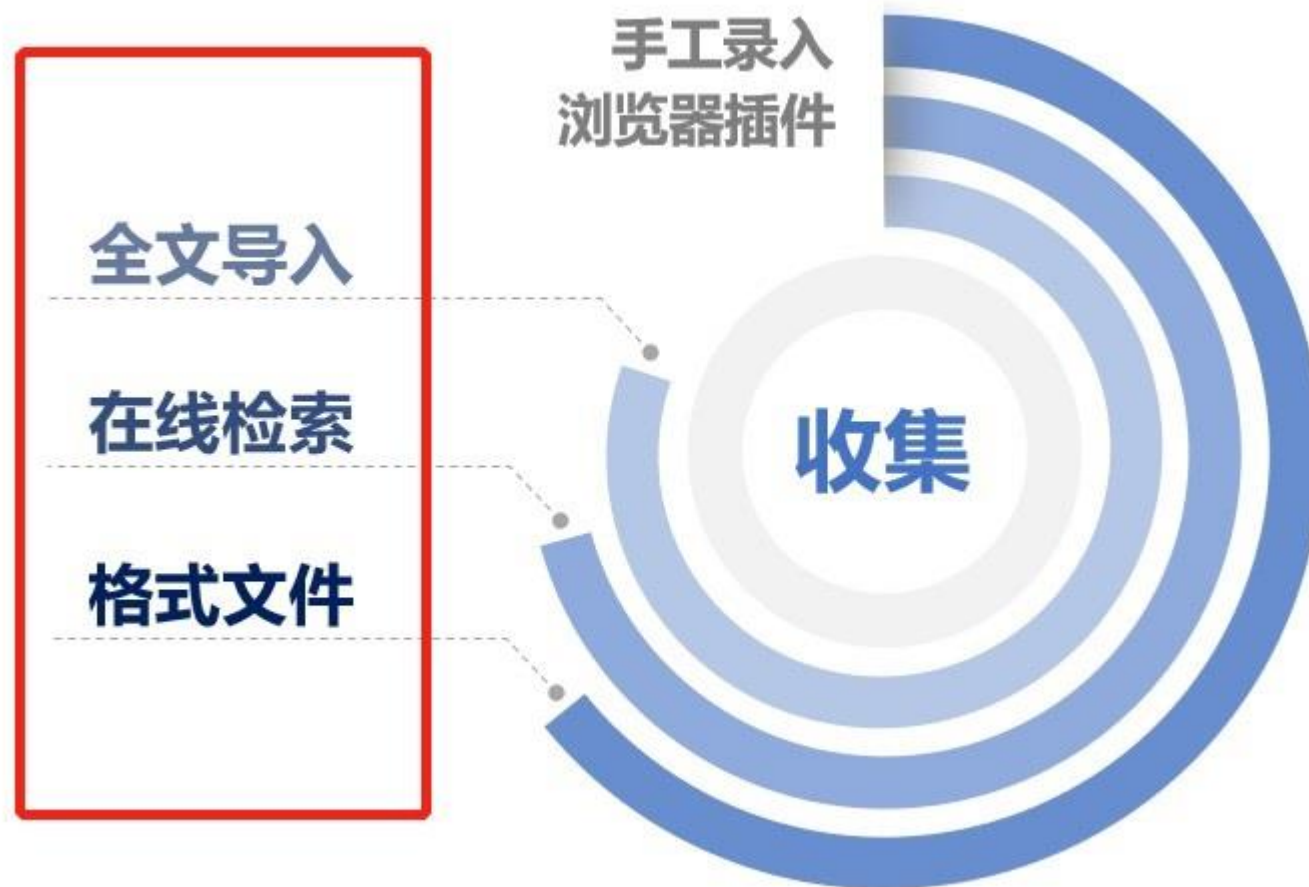 手工录入
浏览器插件
全文导入
在线检索
格式文件
收集